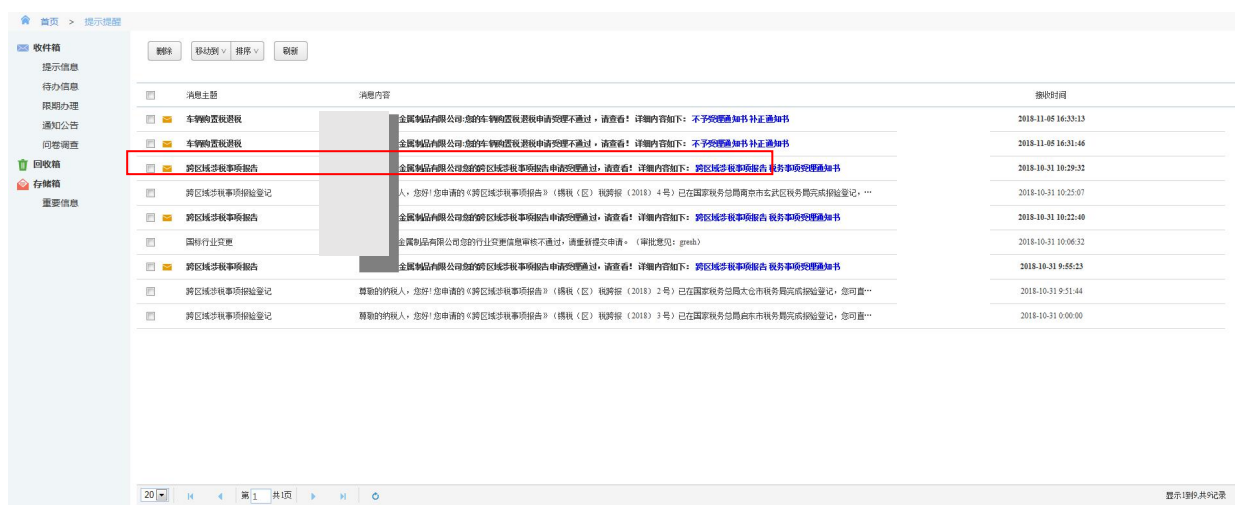 首页 > 提示提醒
收件箱
提示信息
待办信息
限期办理
通知公告
问卷调查
回收箱
存储箱
重要信息
删除 移动到 排序 刷新
消息主题 消息内容 接收时间
车辆购置税退税 金属制品有限公司:您的车辆购置税退税申请受理不通过，请查看! 详细内容如下: 不予受理通知书 补正通知书 2018-11-05 16:33:13
车辆购置税退税 金属制品有限公司:您的车辆购置税退税申请受理不通过，请查看! 详细内容如下: 不予受理通知书 补正通知书 2018-11-05 16:31:46
跨区域涉税事项报告 金属制品有限公司您的跨区域涉税事项报告申请受理通过，请查看! 详细内容如下: 跨区域涉税事项报告 税务事项受理通知书 2018-10-31 10:29:32
跨区域涉税事项报验登记 人，您好! 您申请的《跨区域涉税事项报告》（锡税（区）税跨报（2018）4号）已在国家税务总局南京市玄武区税务局完成报验登记，… 2018-10-31 10:25:07
跨区域涉税事项报告 金属制品有限公司您的跨区域涉税事项报告申请受理通过，请查看! 详细内容如下: 跨区域涉税事项报告 税务事项受理通知书 2018-10-31 10:22:40
国标行业变更 金属制品有限公司您的行业变更信息审核不通过，请重新提交申请。（审批意见：gresh） 2018-10-31 10:06:32
跨区域涉税事项报告 金属制品有限公司您的跨区域涉税事项报告申请受理通过，请查看! 详细内容如下: 跨区域涉税事项报告 税务事项受理通知书 2018-10-31 9:55:23
跨区域涉税事项报验登记 尊敬的纳税人，您好! 您申请的《跨区域涉税事项报告》（锡税（区）税跨报（2018）2号）已在国家税务总局太仓市税务局完成报验登记，您可直… 2018-10-31 9:51:44
跨区域涉税事项报验登记 尊敬的纳税人，您好! 您申请的《跨区域涉税事项报告》（锡税（区）税跨报（2018）3号）已在国家税务总局启东市税务局完成报验登记，您可直… 2018-10-31 0:00:00
20 第 1 共1页 显示1到9,共9记录